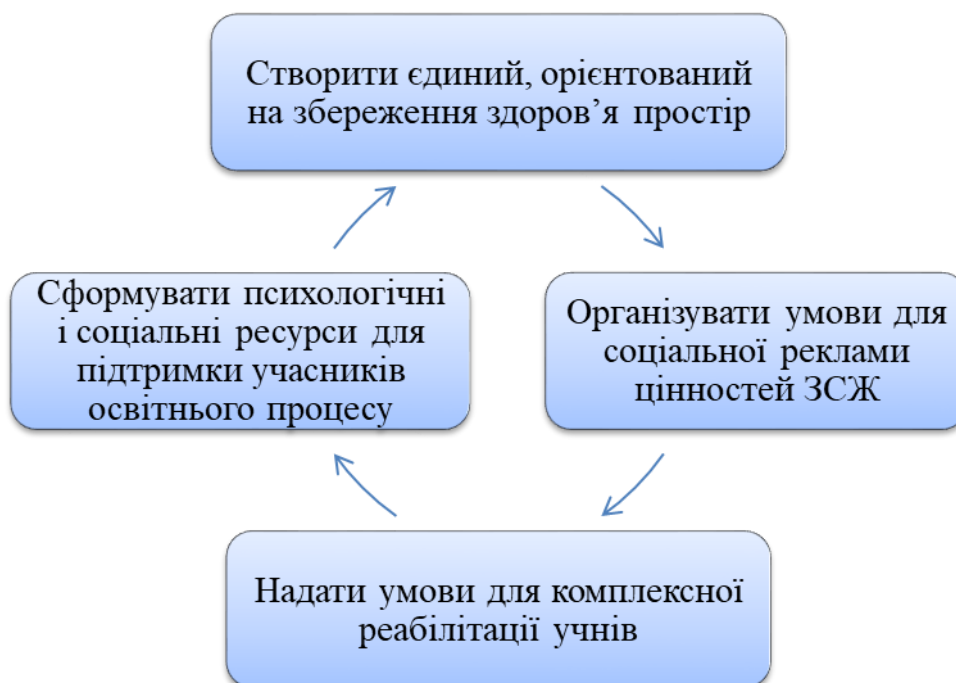 Створити єдиний, орієнтований
на збереження здоров’я простір
Сформувати психологічні
і соціальні ресурси для
підтримки учасників
освітнього процесу
Організувати умови для
соціальної реклами
цінностей ЗСЖ
Надати умови для комплексної
реабілітації учнів